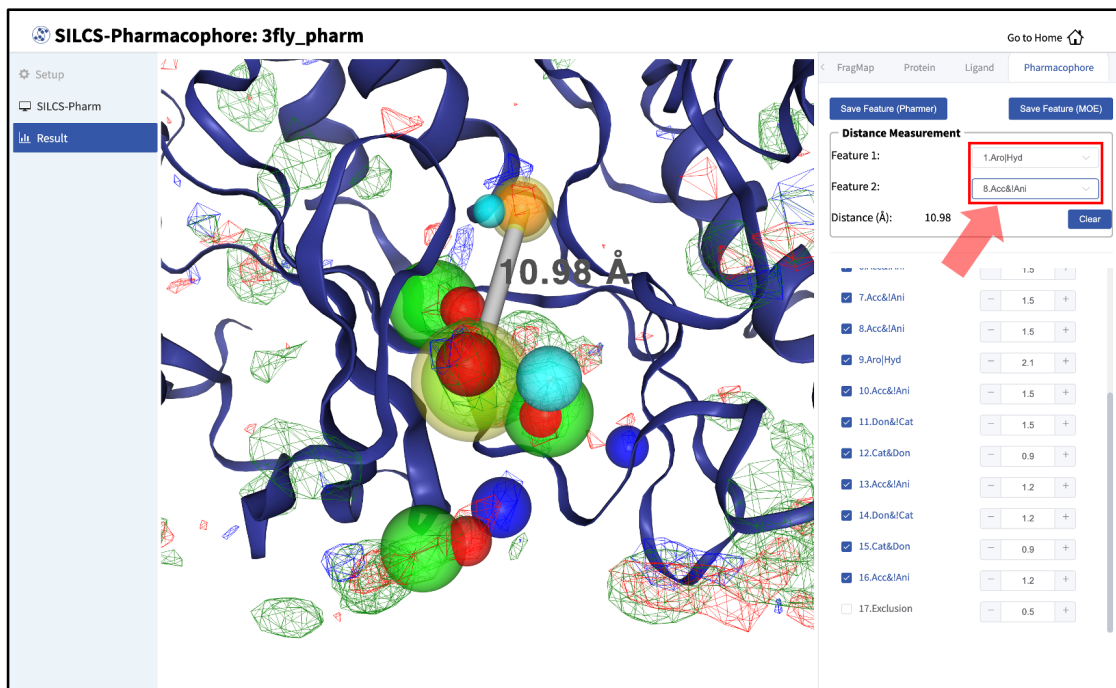 SILCS-Pharmacophore: 3fly_pharm
Go to Home
Setup
SILCS-Pharm
Result
FragMap Protein Ligand Pharmacophore
Save Feature (Pharmer) Save Feature (MOE)
Distance Measurement
Feature 1: 1.Aro|Hyd
Feature 2: 8.Acc&!Ani
Distance (Å): 10.98 Clear
10.98 Å
1.5
7.Acc&!Ani − 1.5 +
8.Acc&!Ani − 1.5 +
9.Aro|Hyd − 2.1 +
10.Acc&!Ani − 1.5 +
11.Don&!Cat − 1.5 +
12.Cat&Don − 0.9 +
13.Acc&!Ani − 1.2 +
14.Don&!Cat − 1.2 +
15.Cat&Don − 0.9 +
16.Acc&!Ani − 1.2 +
17.Exclusion − 0.5 +